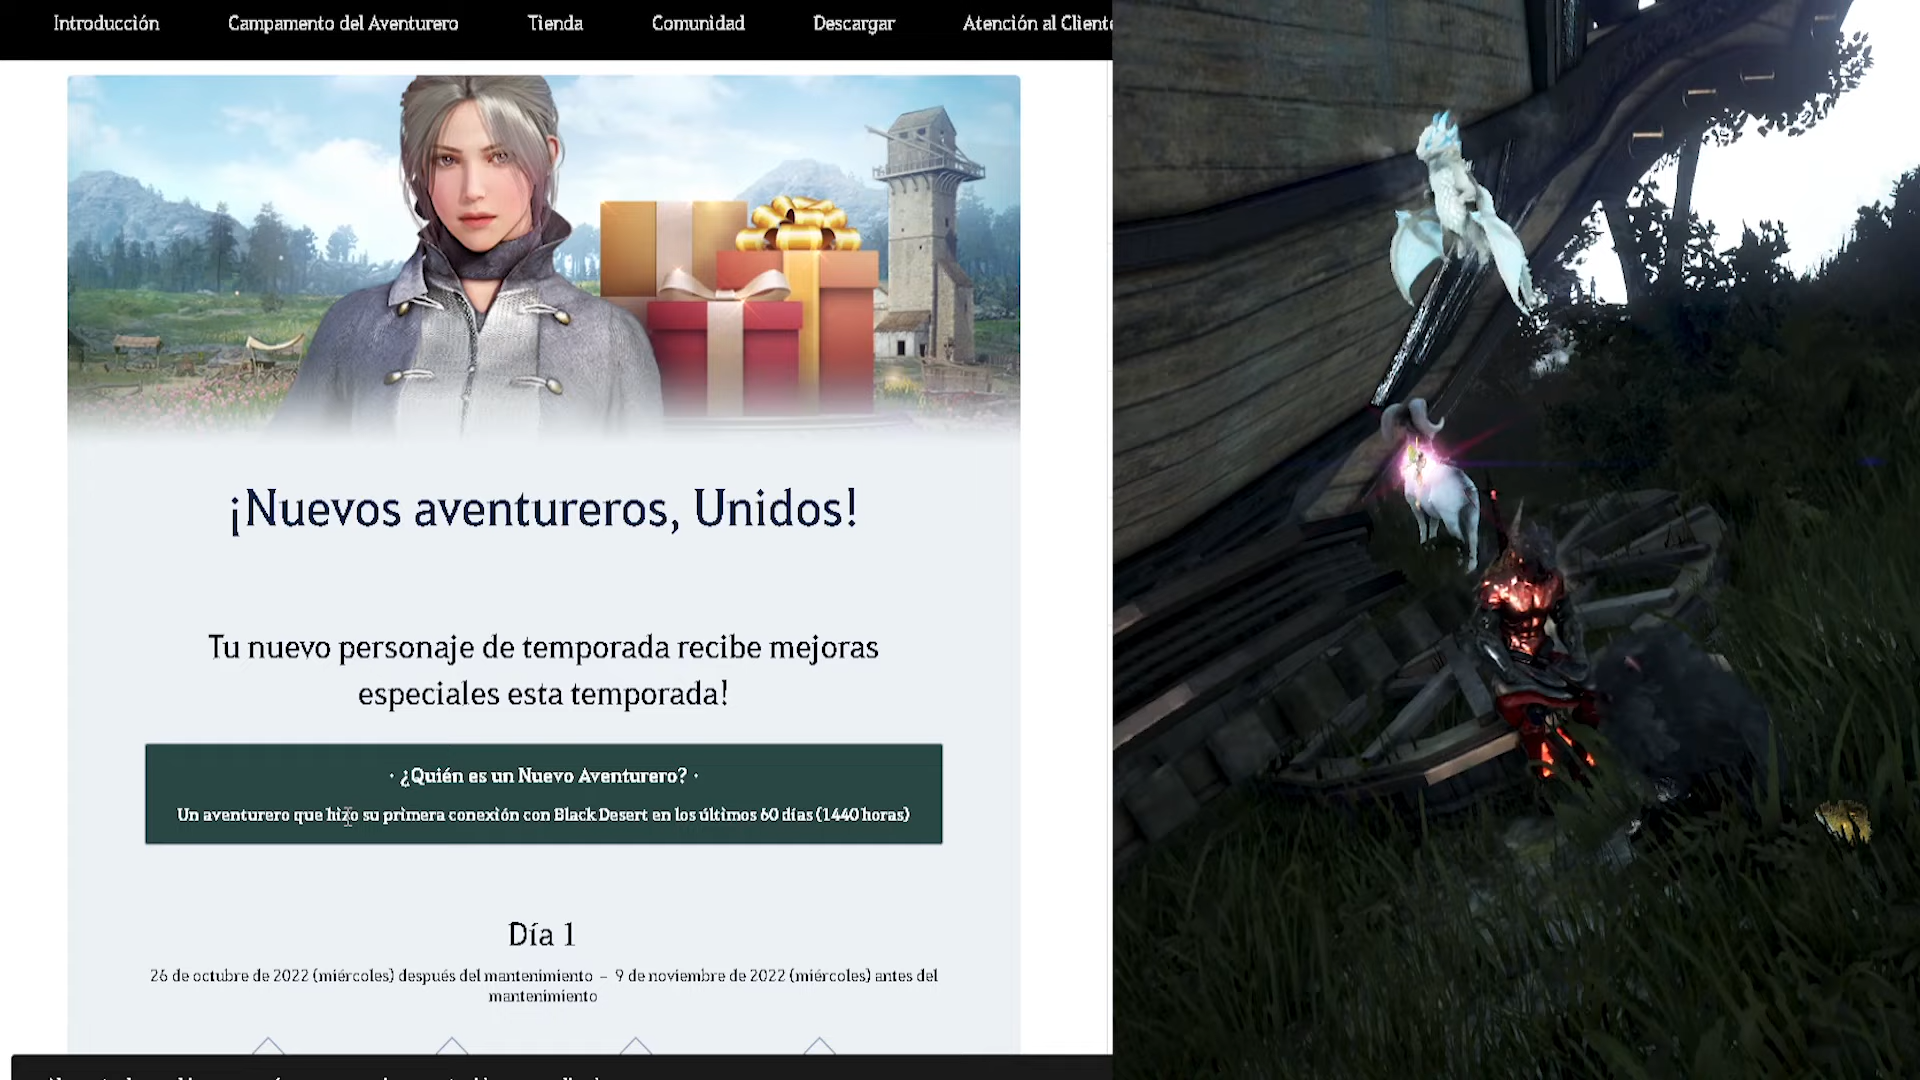 Introducción Campamento del Aventurero Tienda Comunidad Descargar Atención al Cliente
¡Nuevos aventureros, Unidos!
Tu nuevo personaje de temporada recibe mejoras
especiales esta temporada!
· ¿Quién es un Nuevo Aventurero? ·
Un aventurero que hizo su primera conexión con Black Desert en los últimos 60 días (1440 horas)
Día 1
26 de octubre de 2022 (miércoles) después del mantenimiento – 9 de noviembre de 2022 (miércoles) antes del
mantenimiento